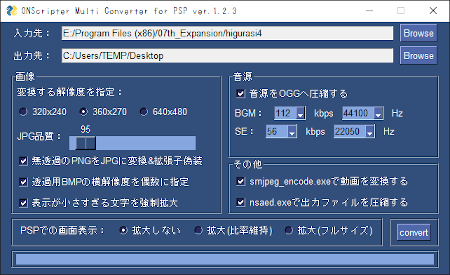 ONScripter Multi Converter for PSP ver.1.2.3
入力先： E:/Program Files (x86)/07th_Expansion/higurasi4 Browse
出力先： C:/Users/TEMP/Desktop Browse
画像
変換する解像度を指定：
320x240 360x270 640x480
95
JPG品質：
無透過のPNGをJPGに変換&拡張子偽装
透過用BMPの横解像度を偶数に指定
表示が小さすぎる文字を強制拡大
音源
音源をOGGへ圧縮する
BGM： 112 kbps 44100 Hz
SE： 56 kbps 22050 Hz
その他
smjpeg_encode.exeで動画を変換する
nsaed.exeで出力ファイルを圧縮する
PSPでの画面表示： 拡大しない 拡大(比率維持) 拡大(フルサイズ) convert